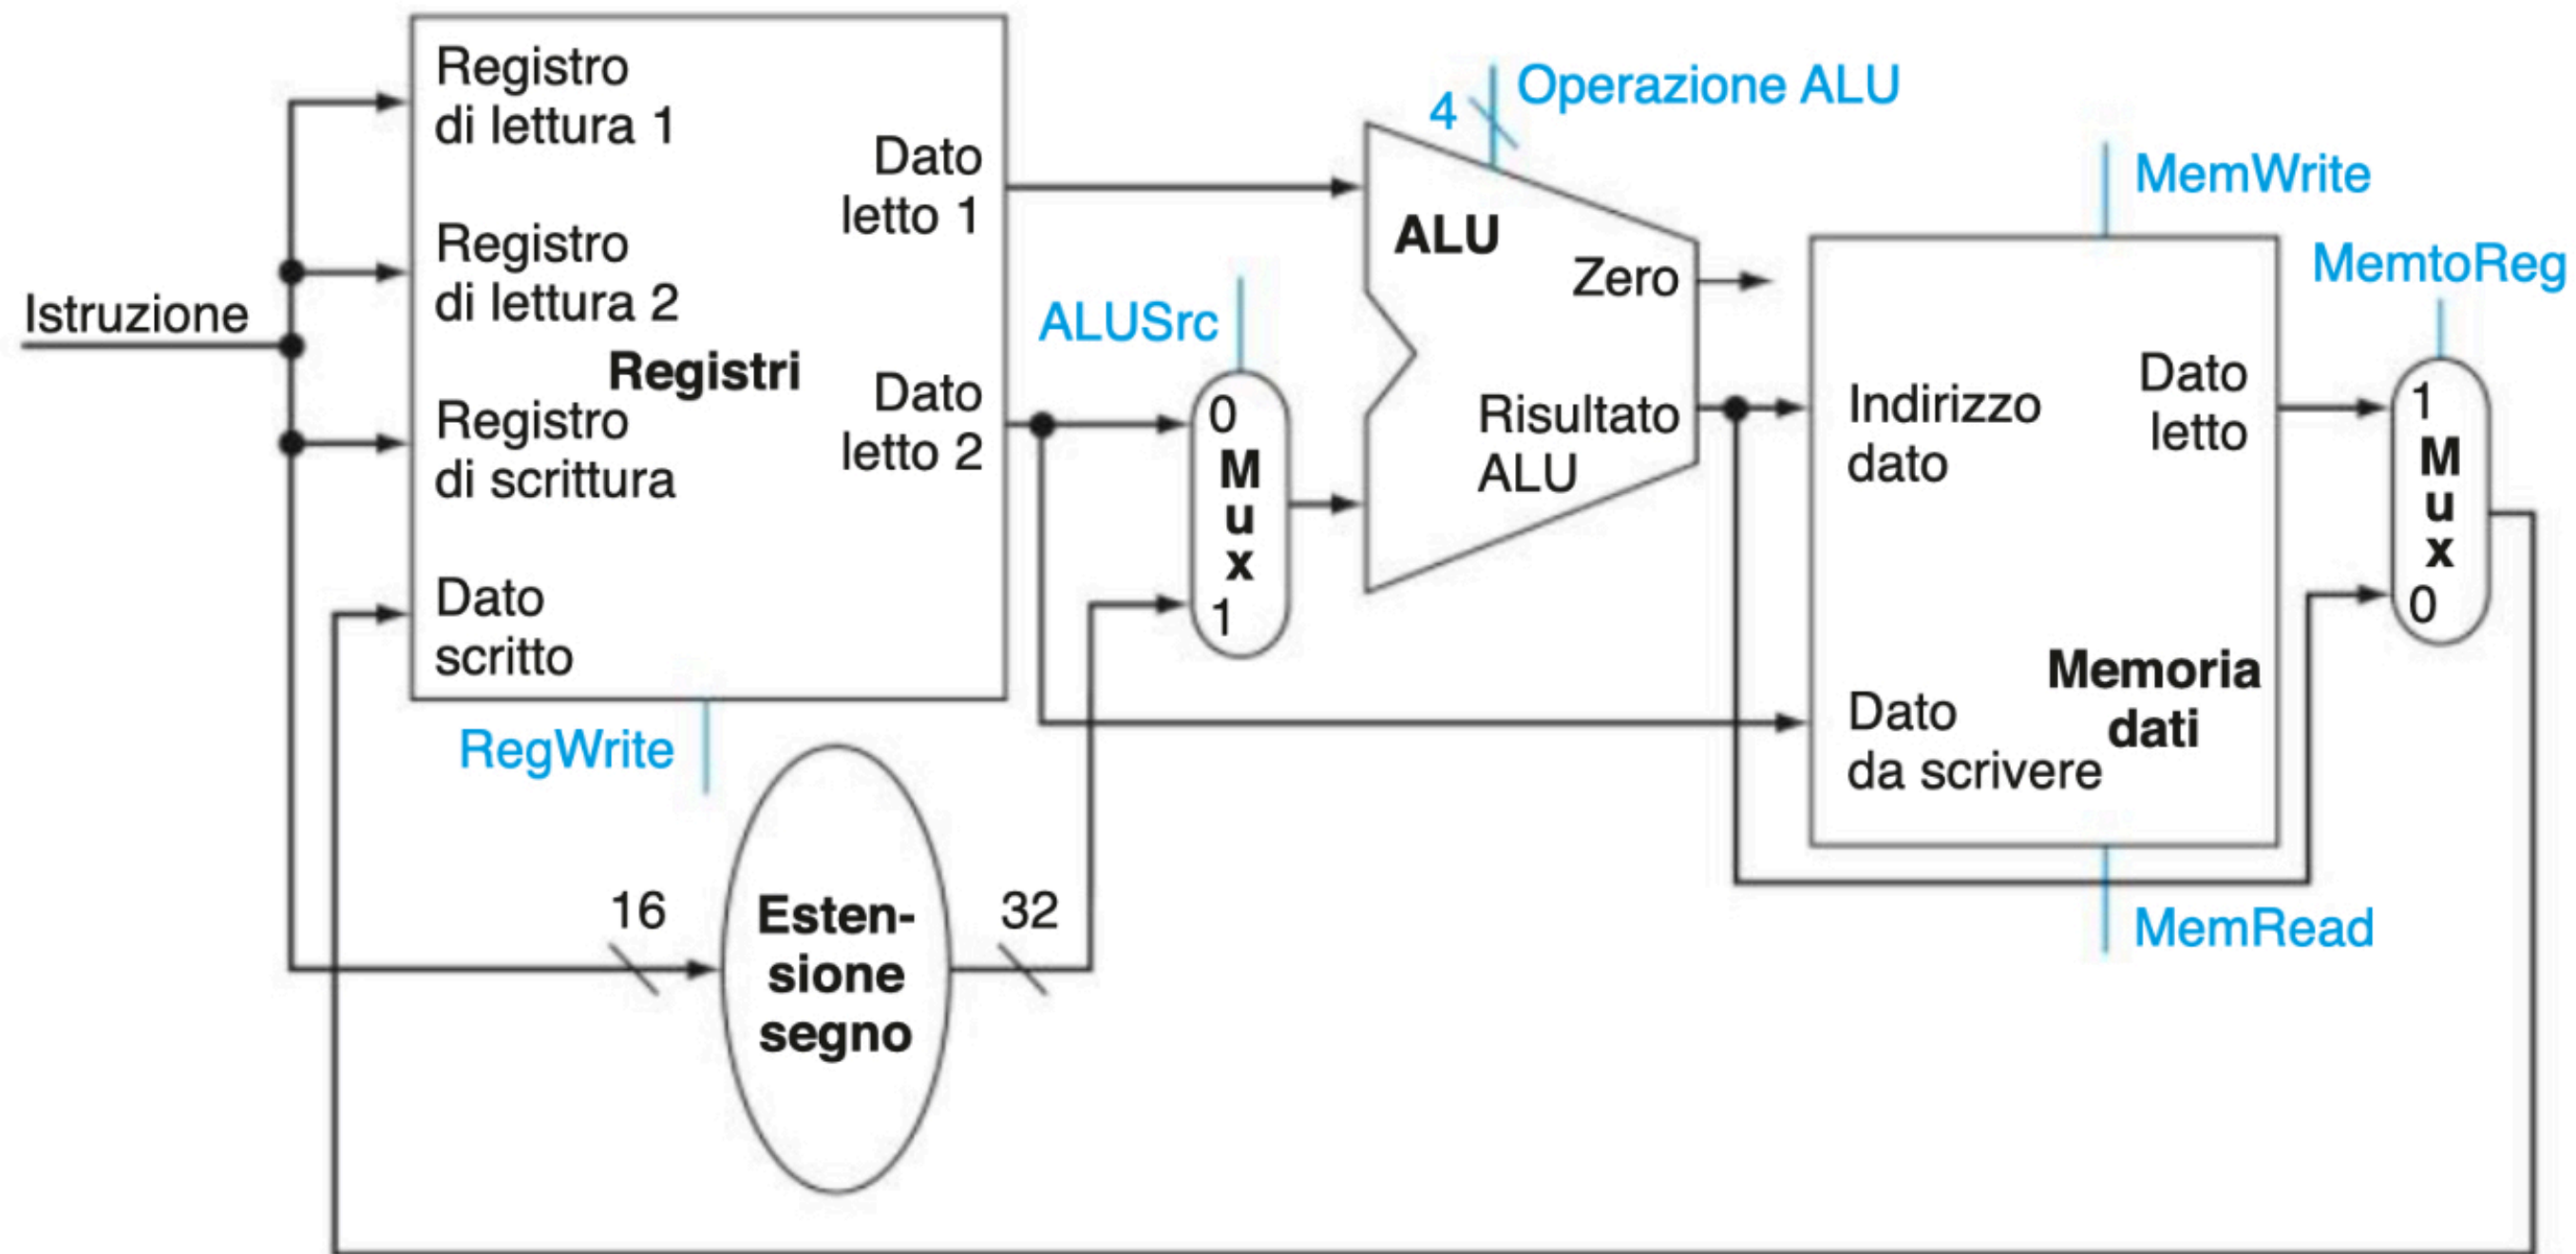 Istruzione
Registro
di lettura 1
Registro
di lettura 2
Registri
Registro
di scrittura
Dato
scritto
Dato
letto 1
Dato
letto 2
RegWrite
16
Esten-
sione
segno
32
ALUSrc
0
M
u
x
1
4
Operazione ALU
ALU
Zero
Risultato
ALU
MemWrite
Indirizzo
dato
Dato
letto
Dato
da scrivere
Memoria
dati
MemRead
MemtoReg
1
M
u
x
0